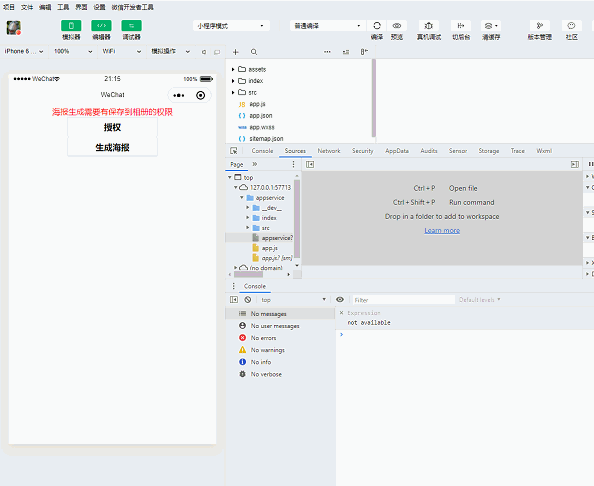 项目 文件 编辑 工具 界面 设置 微信开发者工具
模拟器 编辑器 调试器 小程序模式 普通编译 编译 预览 真机调试 切后台 清缓存 版本管理 社区
iPhone 6 ... 100% WiFi 模拟操作
WeChat 21:15 100%
WeChat
海报生成需要有保存到相册的权限
授权
生成海报
assets
index
src
JS app.js
{ } app.json
app.wxss
{ } sitemap.json
Console Sources Network Security AppData Audits Sensor Storage Trace Wxml
Page »
top
127.0.0.1:57713
appservice
__dev__
index
src
appservice?
app.js
app.js? [sm]
(no domain)
Ctrl + P Open file
Ctrl + Shift + P Run command
Drop in a folder to add to workspace
Learn more
Console
top Filter Default levels
No messages
No user messages
No errors
No warnings
No info
No verbose
Expression
not available